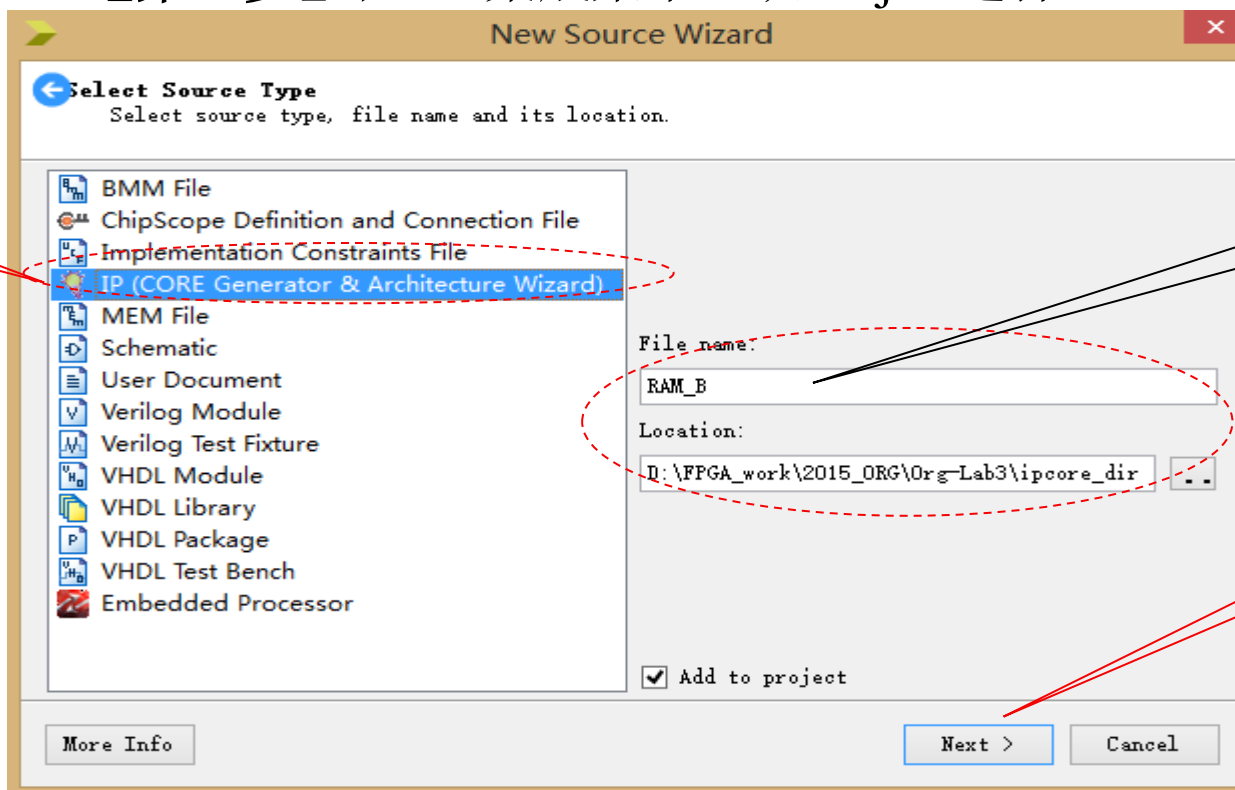 New Source Wizard
Select Source Type
Select source type, file name and its location.
BMM File
ChipScope Definition and Connection File
Implementation Constraints File
IP (CORE Generator & Architecture Wizard)
MEM File
Schematic
User Document
Verilog Module
Verilog Test Fixture
VHDL Module
VHDL Library
VHDL Package
VHDL Test Bench
Embedded Processor
File name:
RAM_B
Location:
D:\FPGA_work\2015_ORG\Org-Lab3\ipcore_dir
..
Add to project
More Info
Next >
Cancel